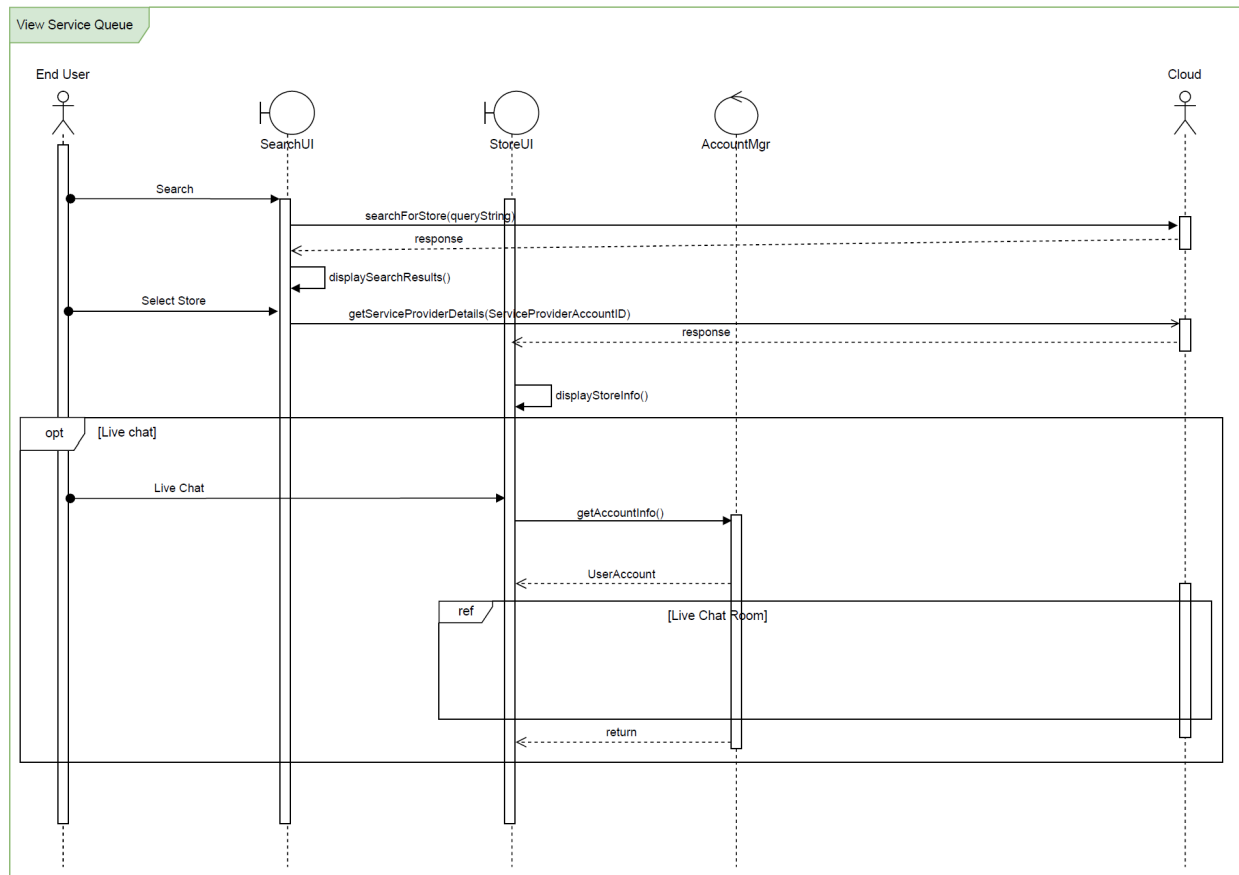 View Service Queue
End User
Cloud
SearchUI
StoreUI
AccountMgr
Search
searchForStore(queryString)
response
displaySearchResults()
Select Store
getServiceProviderDetails(ServiceProviderAccountID)
response
displayStoreInfo()
opt
[Live chat]
Live Chat
getAccountInfo()
UserAccount
ref
[Live Chat Room]
return